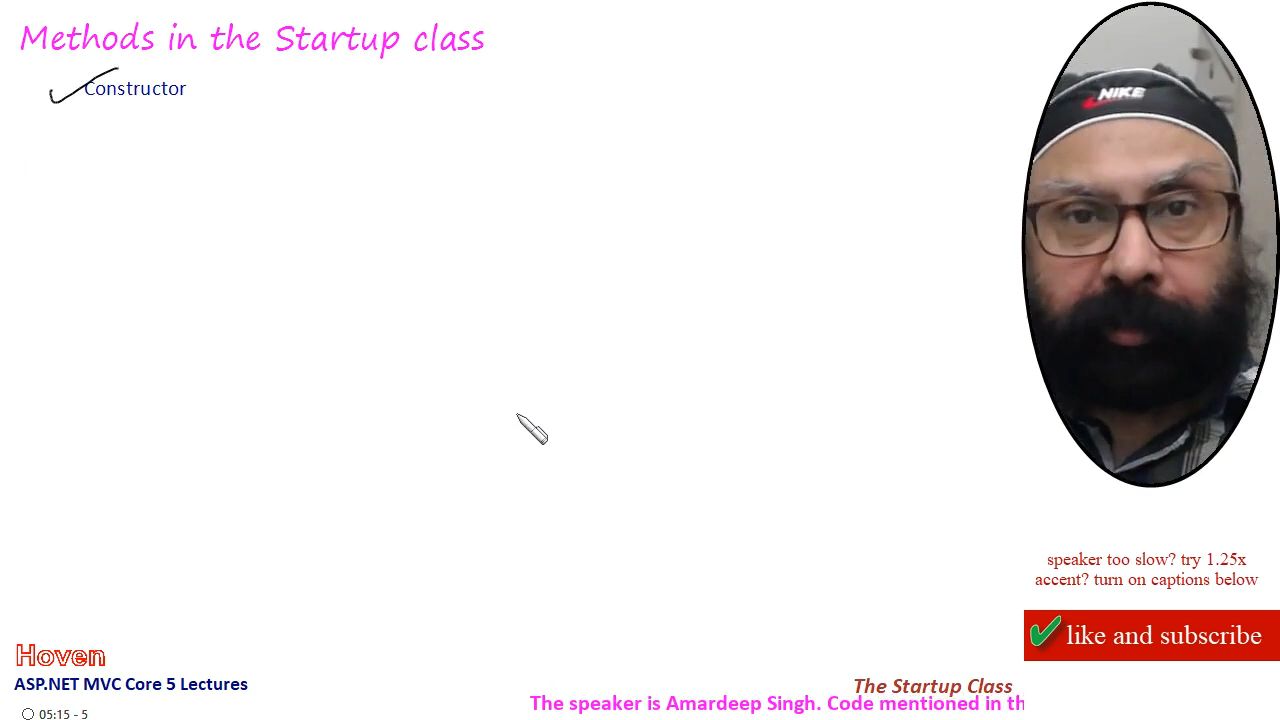 Methods in the Startup class
Constructor
NIKE
speaker too slow? try 1.25x
accent? turn on captions below
like and subscribe
Hoven
ASP.NET MVC Core 5 Lectures
The Startup Class
The speaker is Amardeep Singh. Code mentioned in th
05:15 - 5